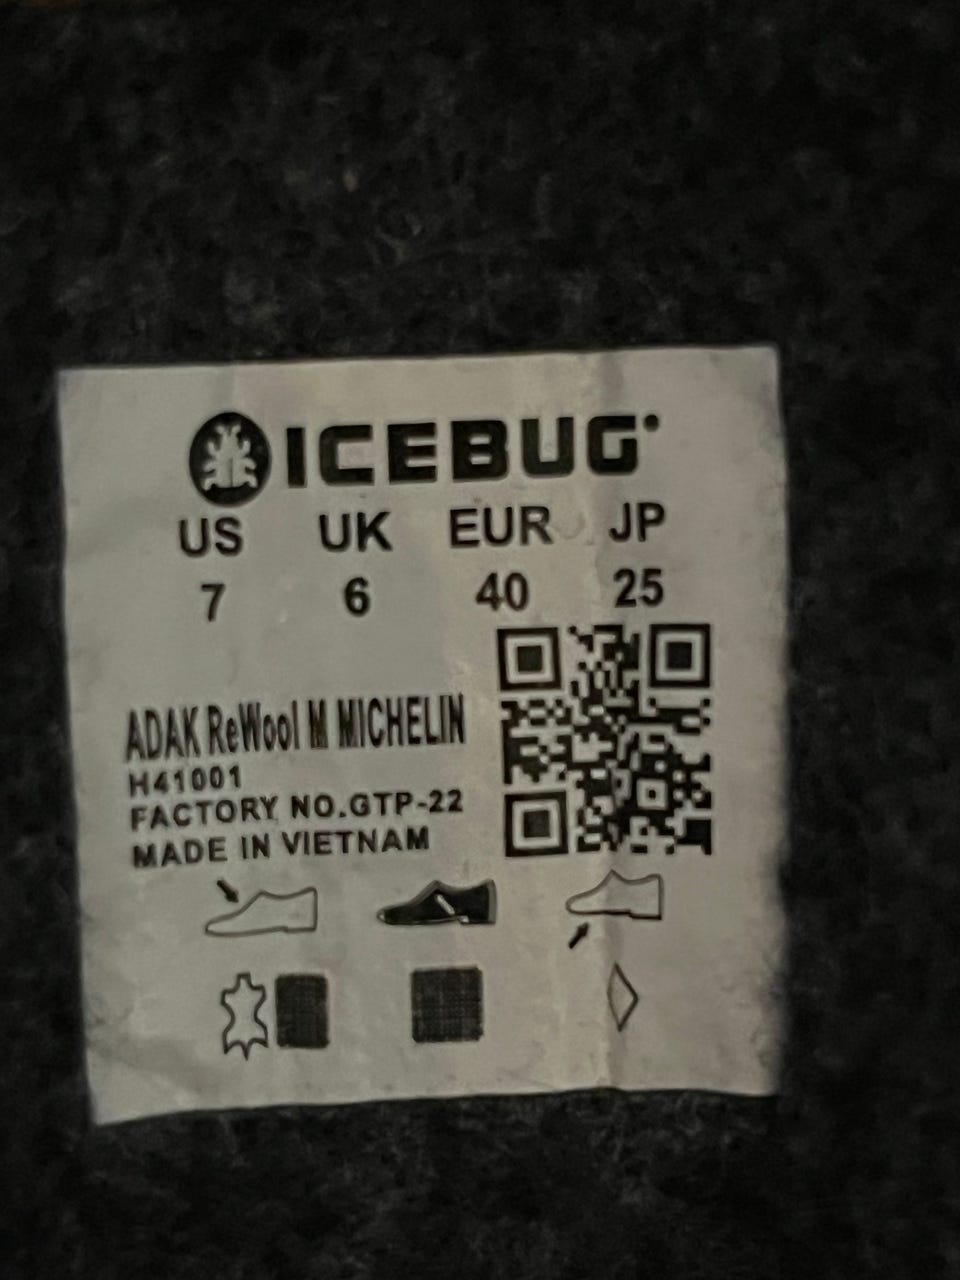 ICEBUG
US UK EUR JP
7 6 40 25
ADAK ReWool M MICHELIN
H41001
FACTORY NO.GTP-22
MADE IN VIETNAM